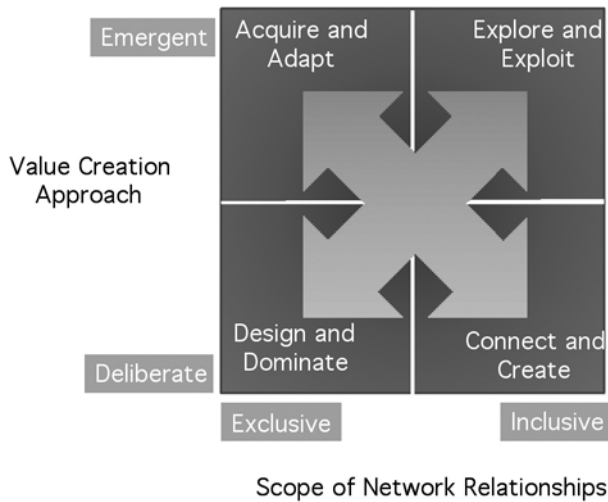 Emergent
Acquire and
Adapt
Explore and
Exploit
Value Creation
Approach
Design and
Dominate
Connect and
Create
Deliberate
Exclusive
Inclusive
Scope of Network Relationships